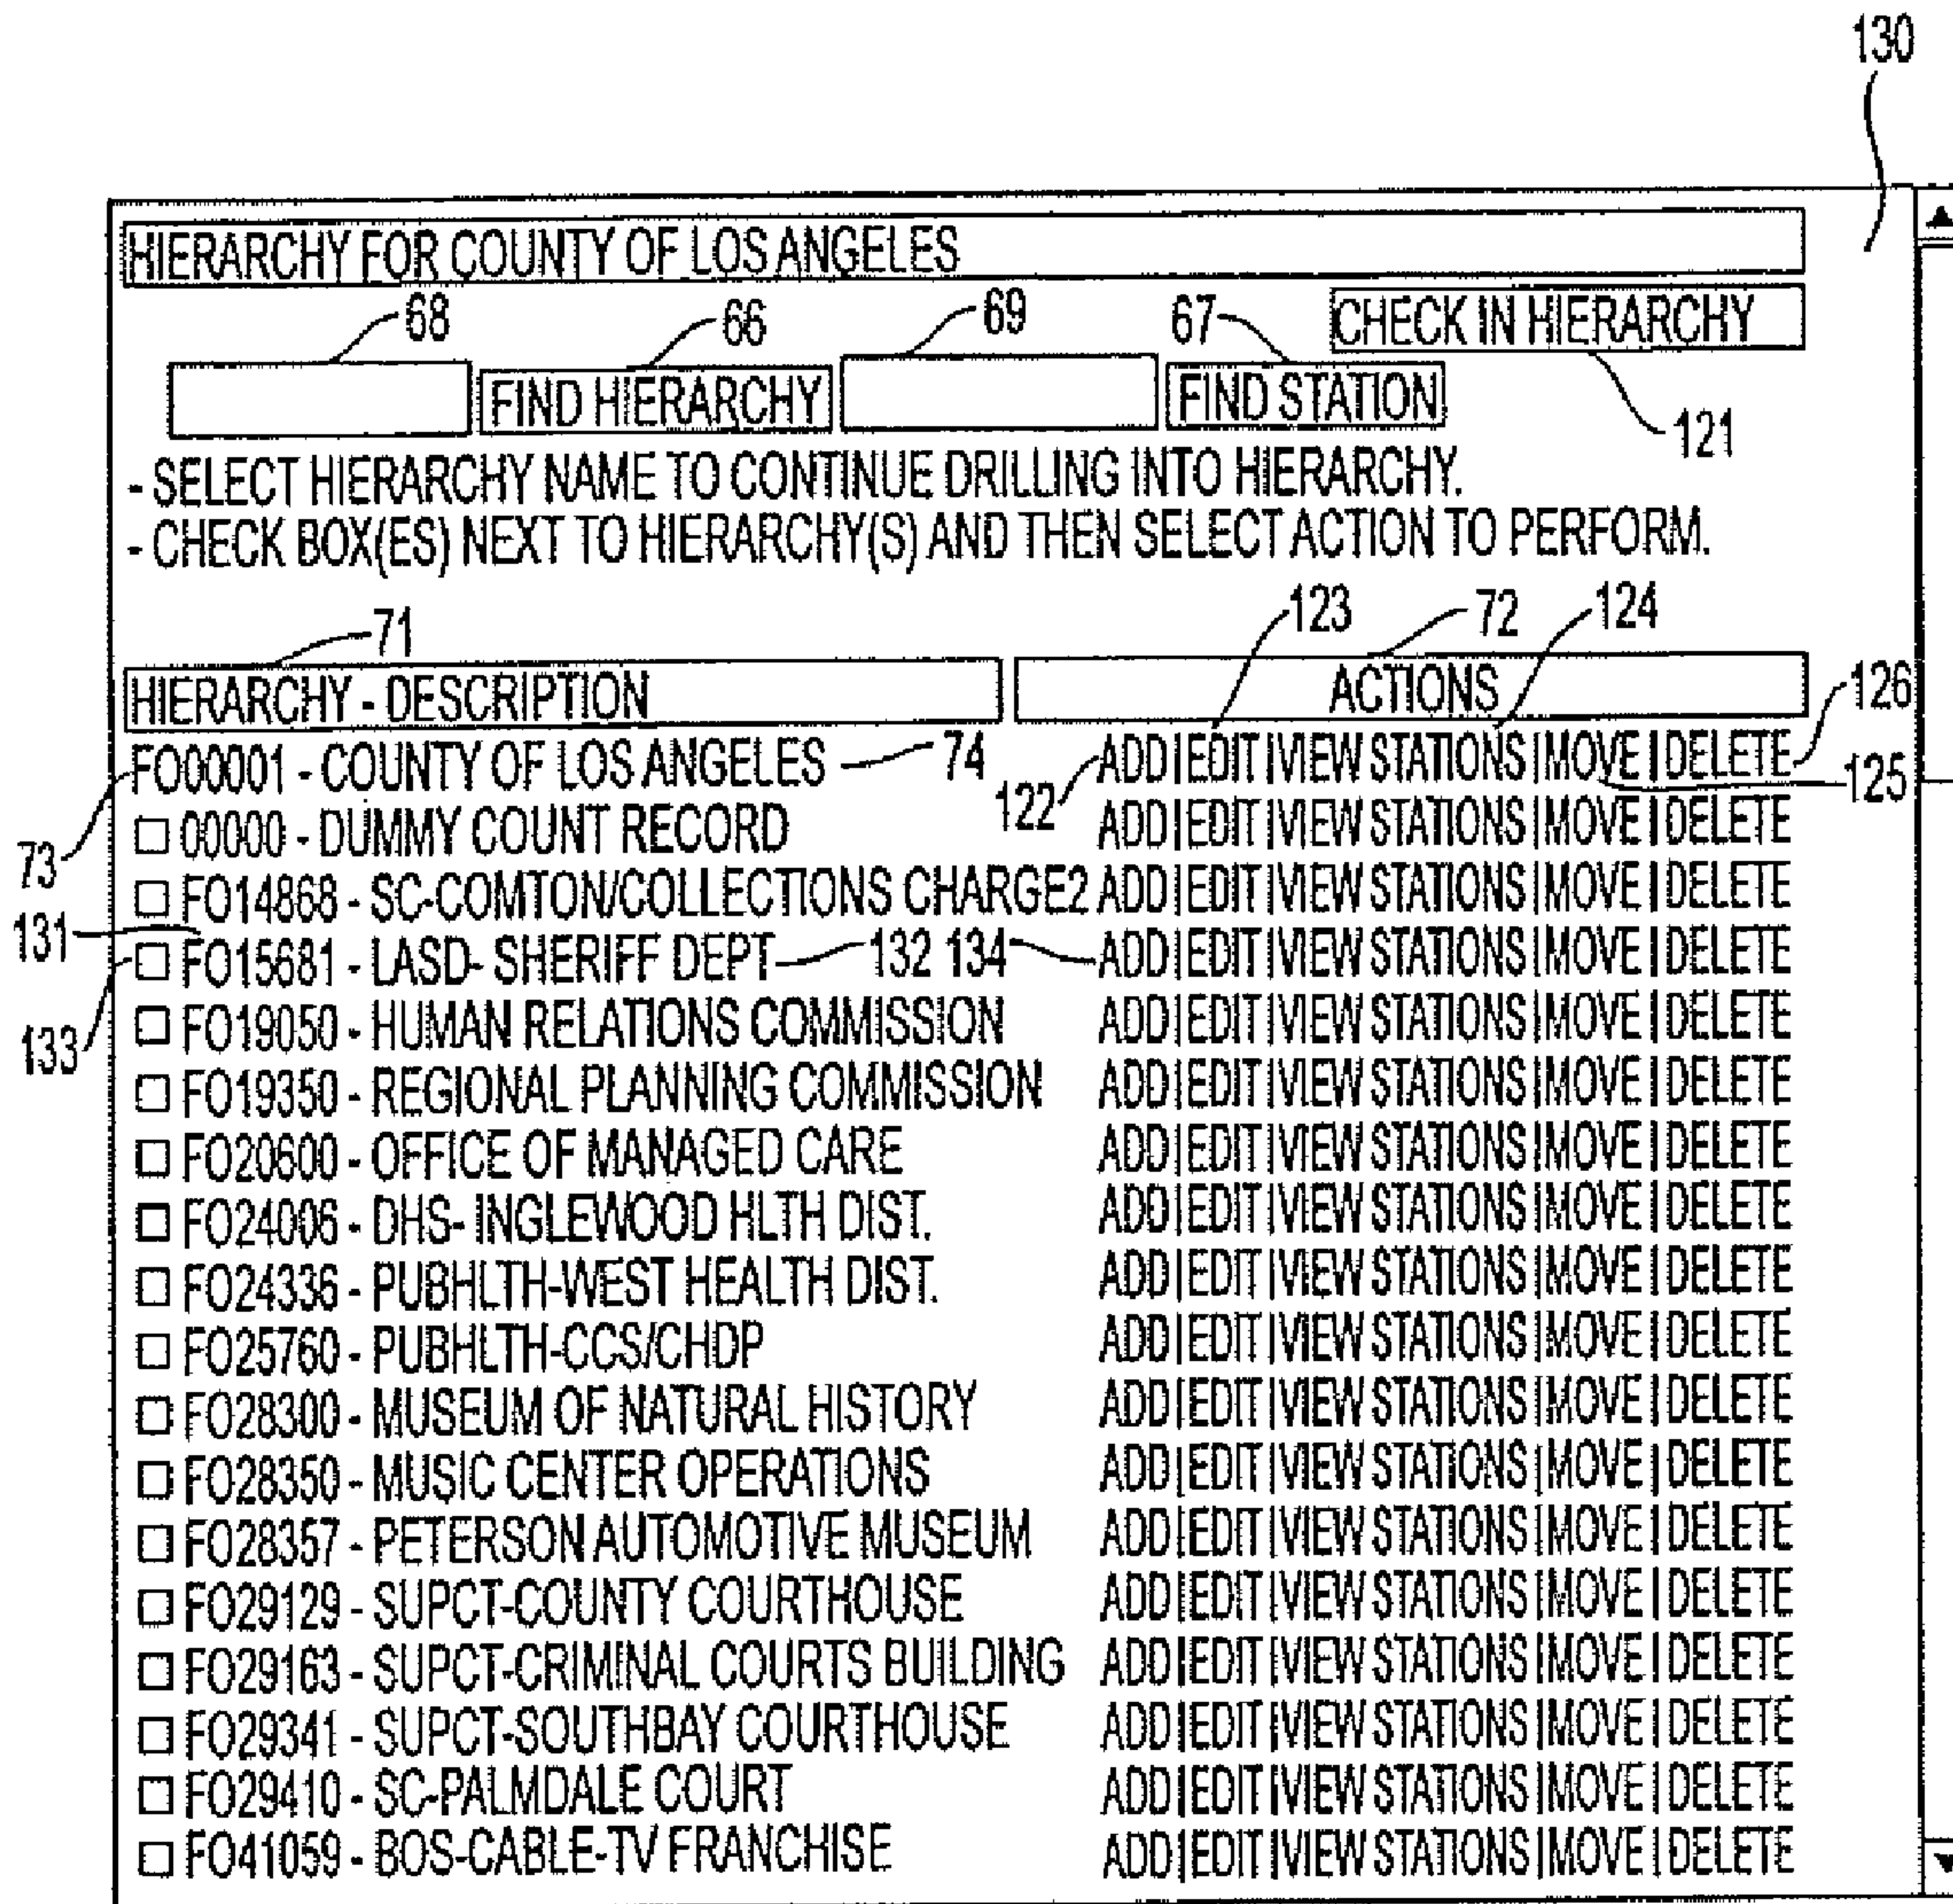 130
HIERARCHY FOR COUNTY OF LOS ANGELES
68 66 69 67 CHECK IN HIERARCHY
FIND HIERARCHY FIND STATION
121
- SELECT HIERARCHY NAME TO CONTINUE DRILLING INTO HIERARCHY.
- CHECK BOX(ES) NEXT TO HIERARCHY(S) AND THEN SELECT ACTION TO PERFORM.
71 123 72 124
HIERARCHY - DESCRIPTION ACTIONS 126
FO00001 - COUNTY OF LOS ANGELES 74 ADD | EDIT | VIEW STATIONS | MOVE | DELETE
122 125
73 00000 - DUMMY COUNT RECORD ADD | EDIT | VIEW STATIONS | MOVE | DELETE
FO14868 - SC-COMTON/COLLECTIONS CHARGE2 ADD | EDIT | VIEW STATIONS | MOVE | DELETE
131 FO15681 - LASD- SHERIFF DEPT 132 134 ADD | EDIT | VIEW STATIONS | MOVE | DELETE
133 FO19050 - HUMAN RELATIONS COMMISSION ADD | EDIT | VIEW STATIONS | MOVE | DELETE
FO19350 - REGIONAL PLANNING COMMISSION ADD | EDIT | VIEW STATIONS | MOVE | DELETE
FO20600 - OFFICE OF MANAGED CARE ADD | EDIT | VIEW STATIONS | MOVE | DELETE
FO24006 - DHS- INGLEWOOD HLTH DIST. ADD | EDIT | VIEW STATIONS | MOVE | DELETE
FO24336 - PUBHLTH-WEST HEALTH DIST. ADD | EDIT | VIEW STATIONS | MOVE | DELETE
FO25760 - PUBHLTH-CCS/CHDP ADD | EDIT | VIEW STATIONS | MOVE | DELETE
FO28300 - MUSEUM OF NATURAL HISTORY ADD | EDIT | VIEW STATIONS | MOVE | DELETE
FO28350 - MUSIC CENTER OPERATIONS ADD | EDIT | VIEW STATIONS | MOVE | DELETE
FO28357 - PETERSON AUTOMOTIVE MUSEUM ADD | EDIT | VIEW STATIONS | MOVE | DELETE
FO29129 - SUPCT-COUNTY COURTHOUSE ADD | EDIT | VIEW STATIONS | MOVE | DELETE
FO29163 - SUPCT-CRIMINAL COURTS BUILDING ADD | EDIT | VIEW STATIONS | MOVE | DELETE
FO29341 - SUPCT-SOUTHBAY COURTHOUSE ADD | EDIT | VIEW STATIONS | MOVE | DELETE
FO29410 - SC-PALMDALE COURT ADD | EDIT | VIEW STATIONS | MOVE | DELETE
FO41059 - BOS-CABLE-TV FRANCHISE ADD | EDIT | VIEW STATIONS | MOVE | DELETE